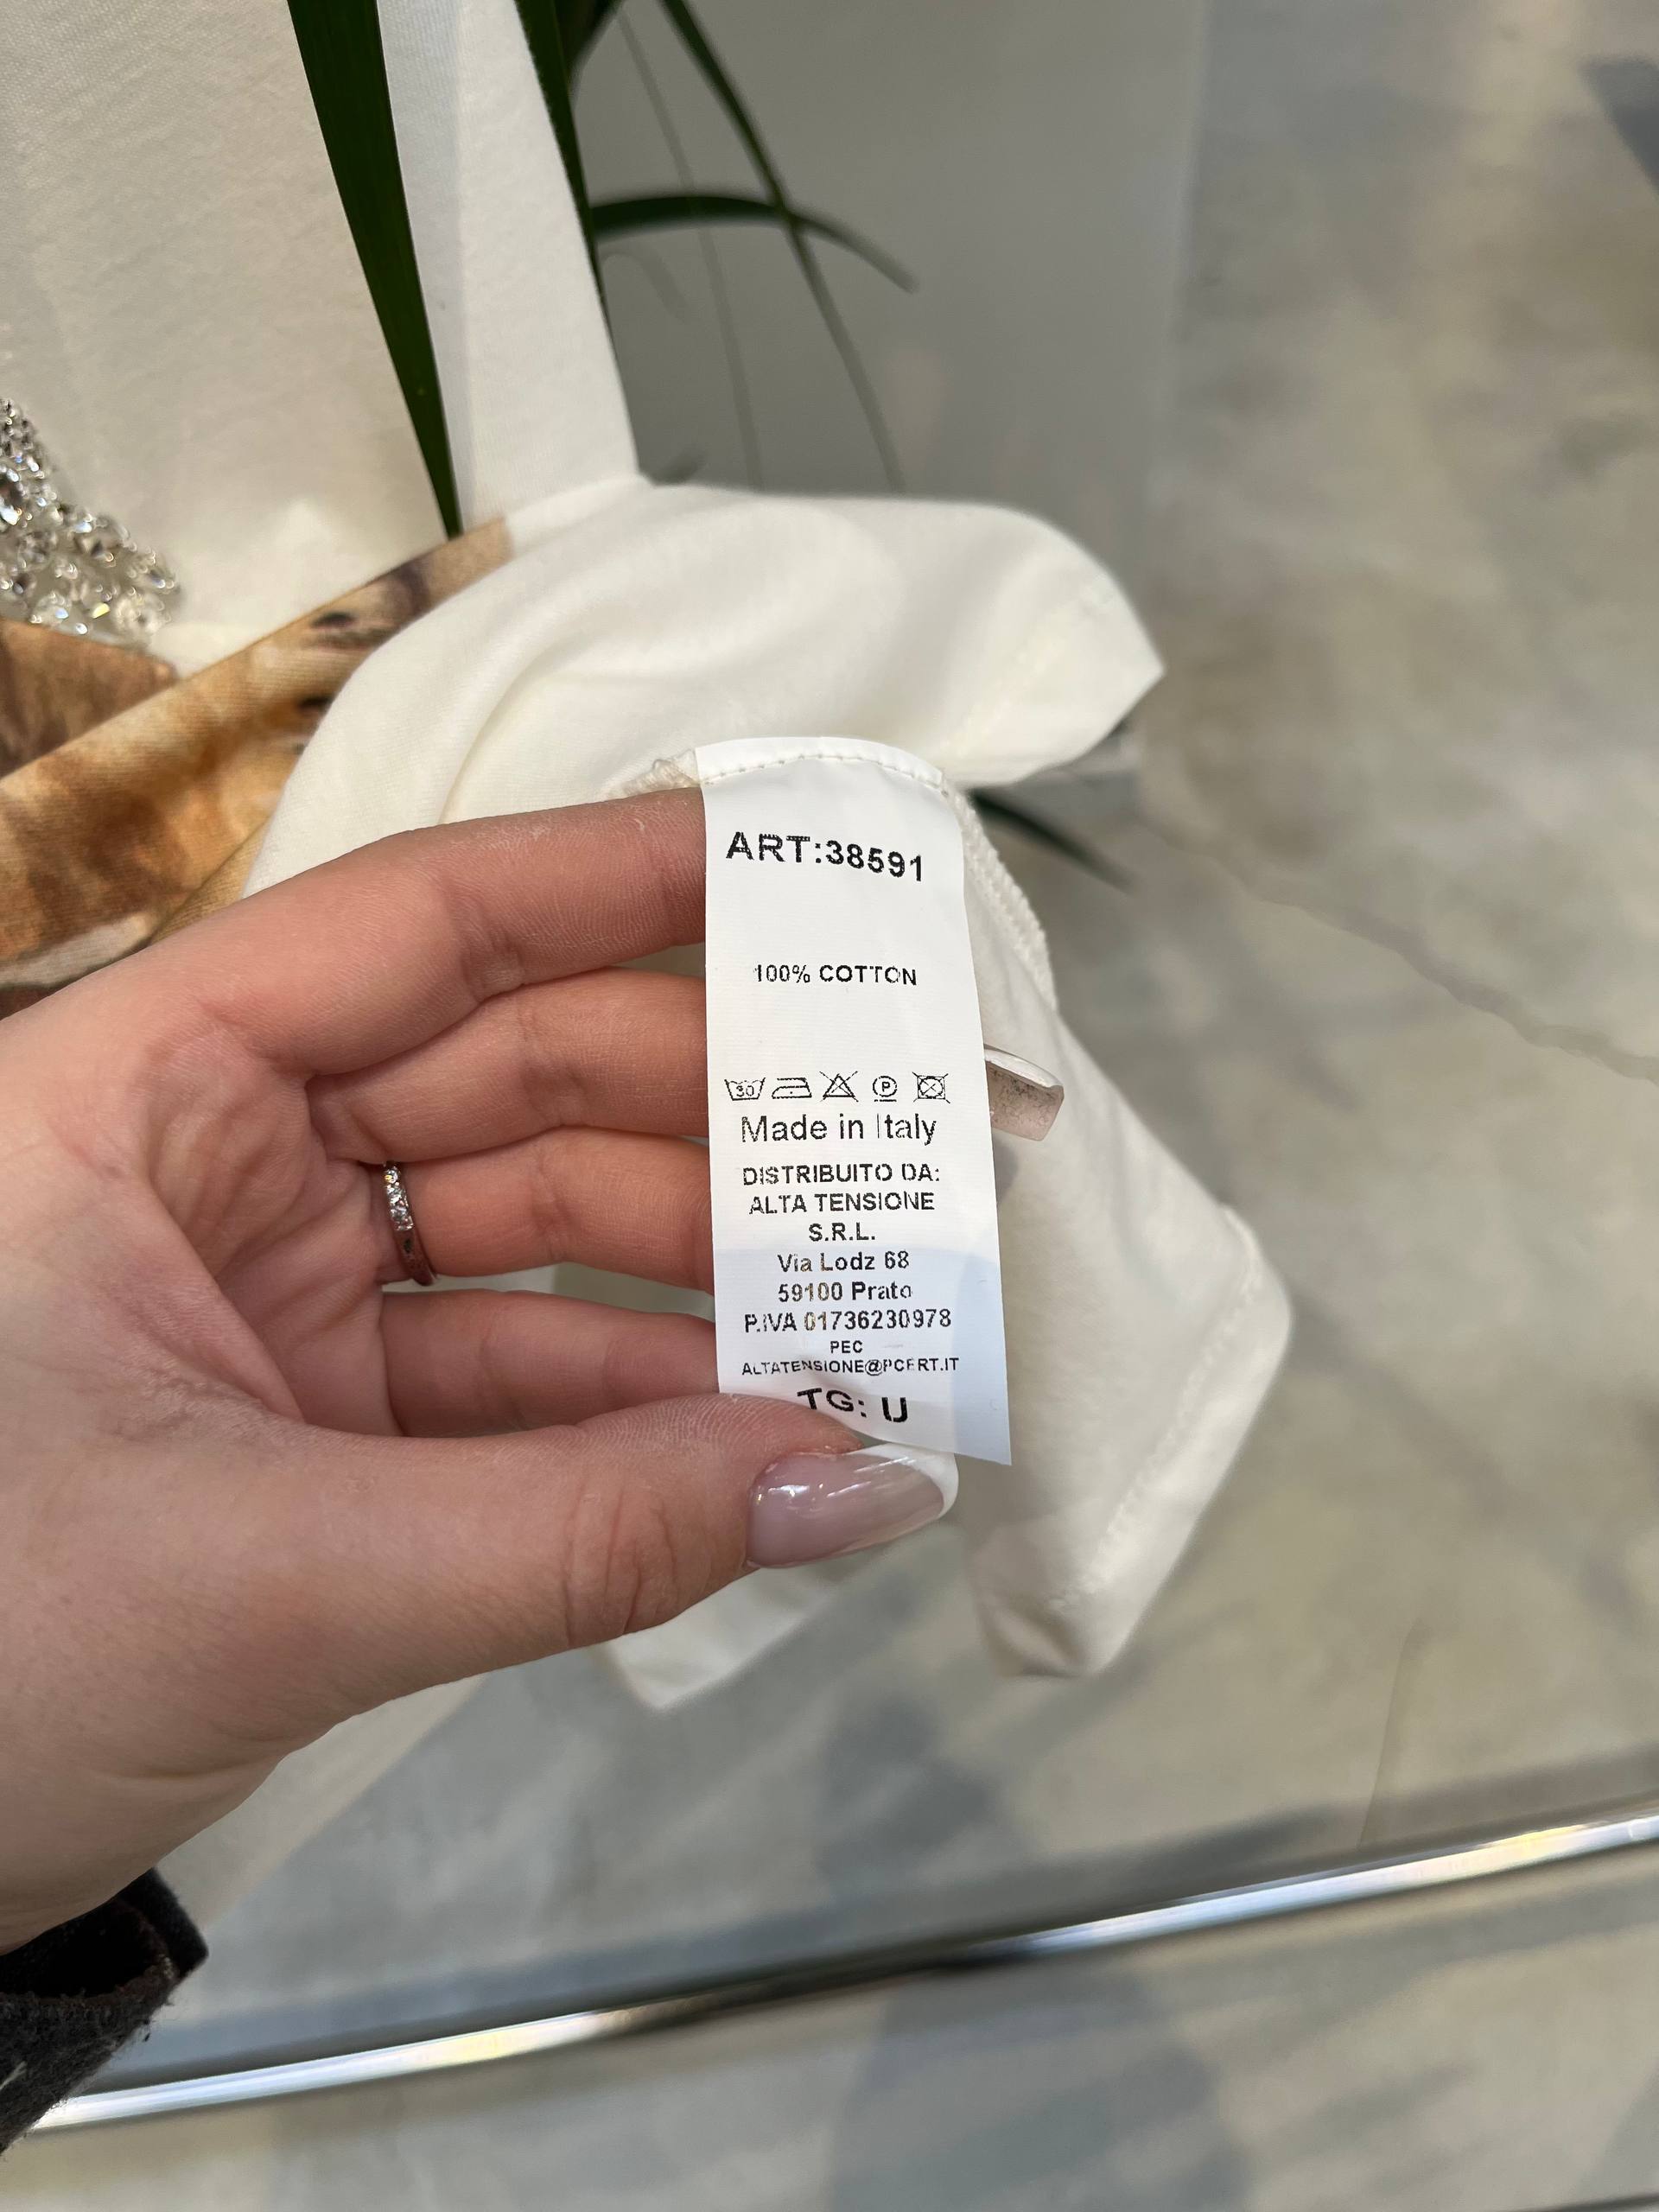 ART:38591
100% COTTON
30 P
Made in Italy
DISTRIBUITO DA:
ALTA TENSIONE
S.R.L.
Via Lodz 68
59100 Prato
P.IVA 01736230978
PEC
ALTATENSIONE@PCERT.IT
TG: U